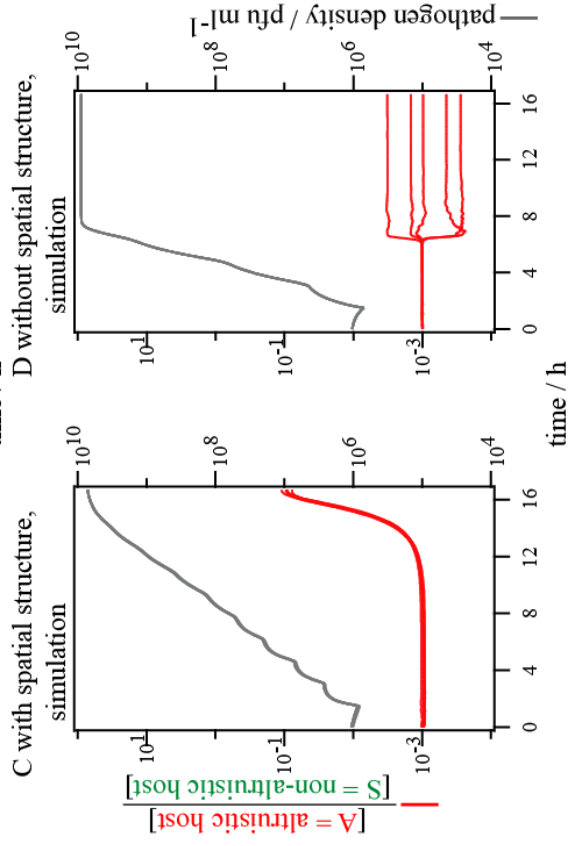 C with spatial structure,
simulation
D without spatial structure,
simulation
[A = altruistic host]
[S = non-altruistic host]
10¹
10⁻¹
10⁻³
10¹⁰
10⁸
10⁶
10⁴
0 4 8 12 16
10¹
10⁻¹
10⁻³
10¹⁰
10⁸
10⁶
10⁴
0 4 8 12 16
pathogen density / pfu ml⁻¹
time / h